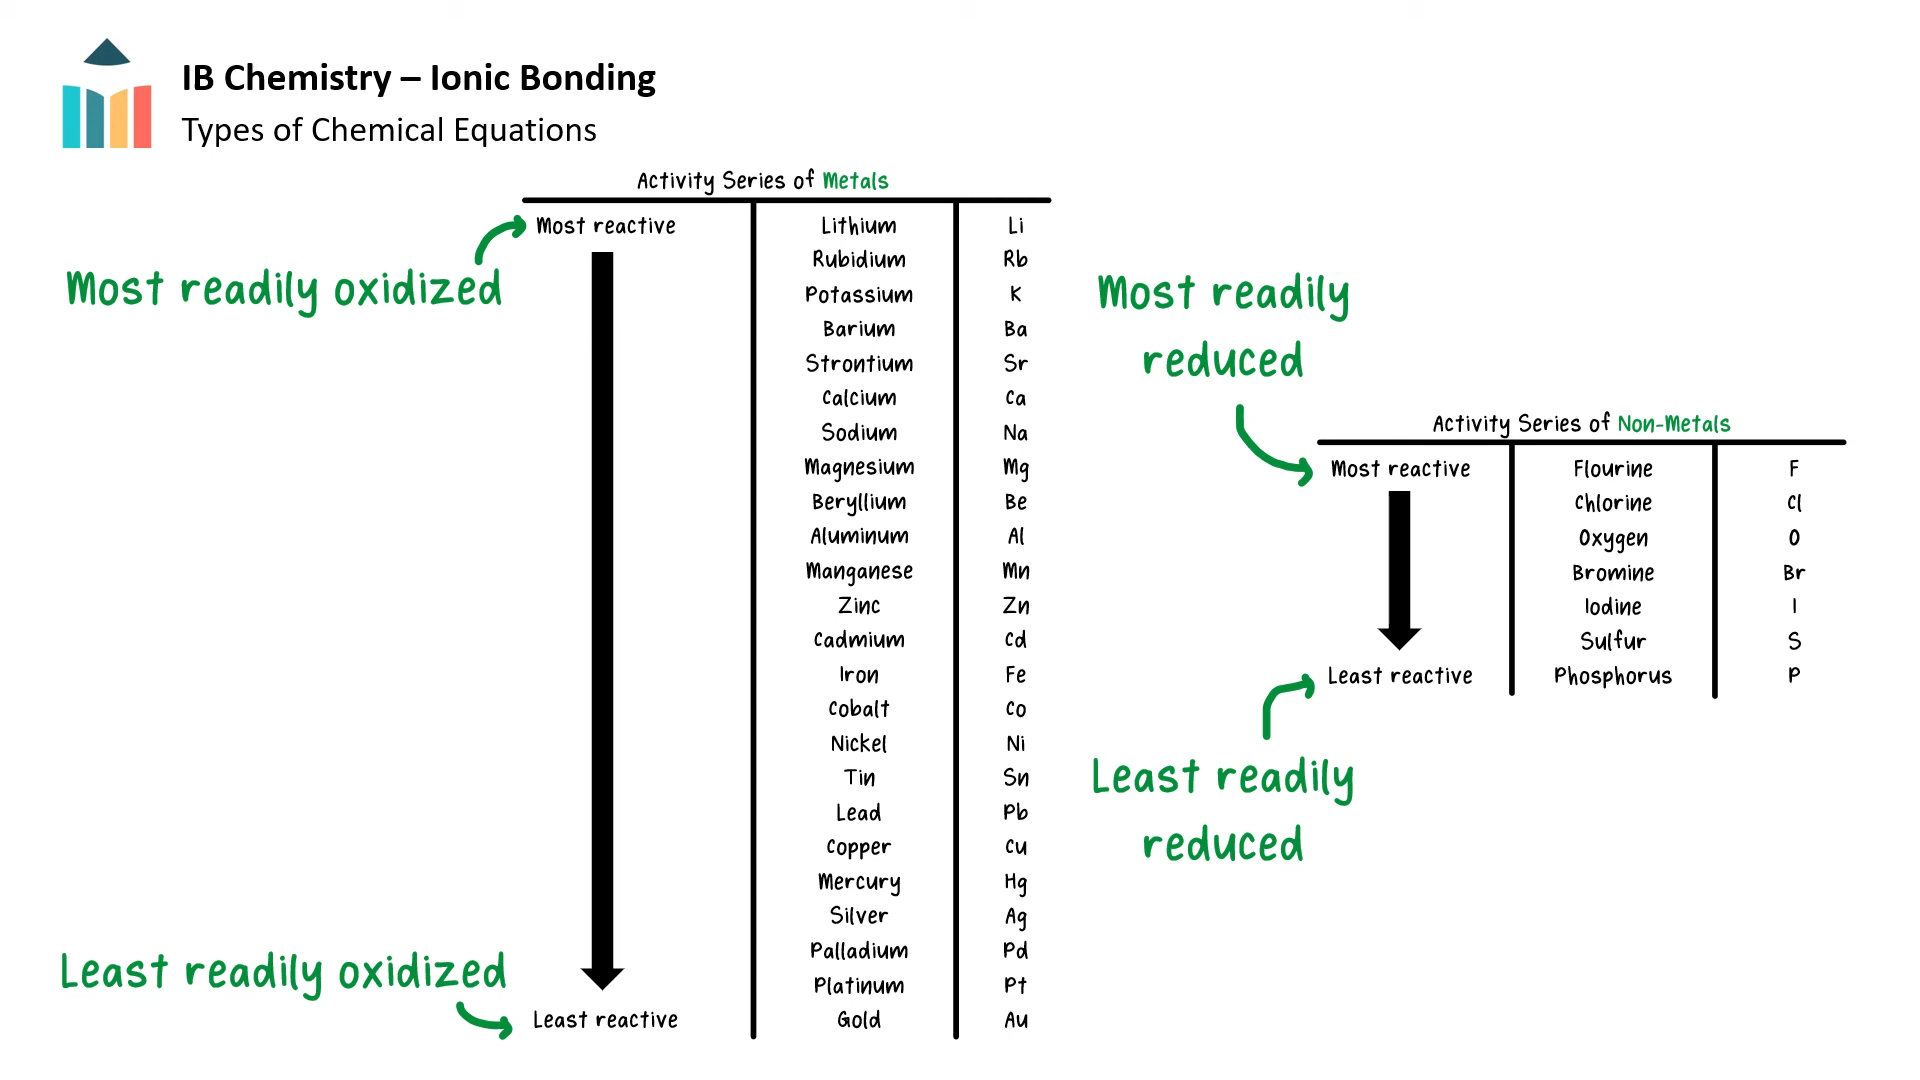 IB Chemistry – Ionic Bonding
Types of Chemical Equations
Activity Series of Metals
Most readily oxidized
Most reactive
Lithium Li
Rubidium Rb
Potassium K
Barium Ba
Strontium Sr
Calcium Ca
Sodium Na
Magnesium Mg
Beryllium Be
Aluminum Al
Manganese Mn
Zinc Zn
Cadmium Cd
Iron Fe
Cobalt Co
Nickel Ni
Tin Sn
Lead Pb
Copper Cu
Mercury Hg
Silver Ag
Palladium Pd
Platinum Pt
Least readily oxidized
Least reactive Gold Au
Most readily
reduced
Activity Series of Non-Metals
Most reactive Flourine F
Chlorine Cl
Oxygen O
Bromine Br
Iodine I
Sulfur S
Least reactive Phosphorus P
Least readily
reduced